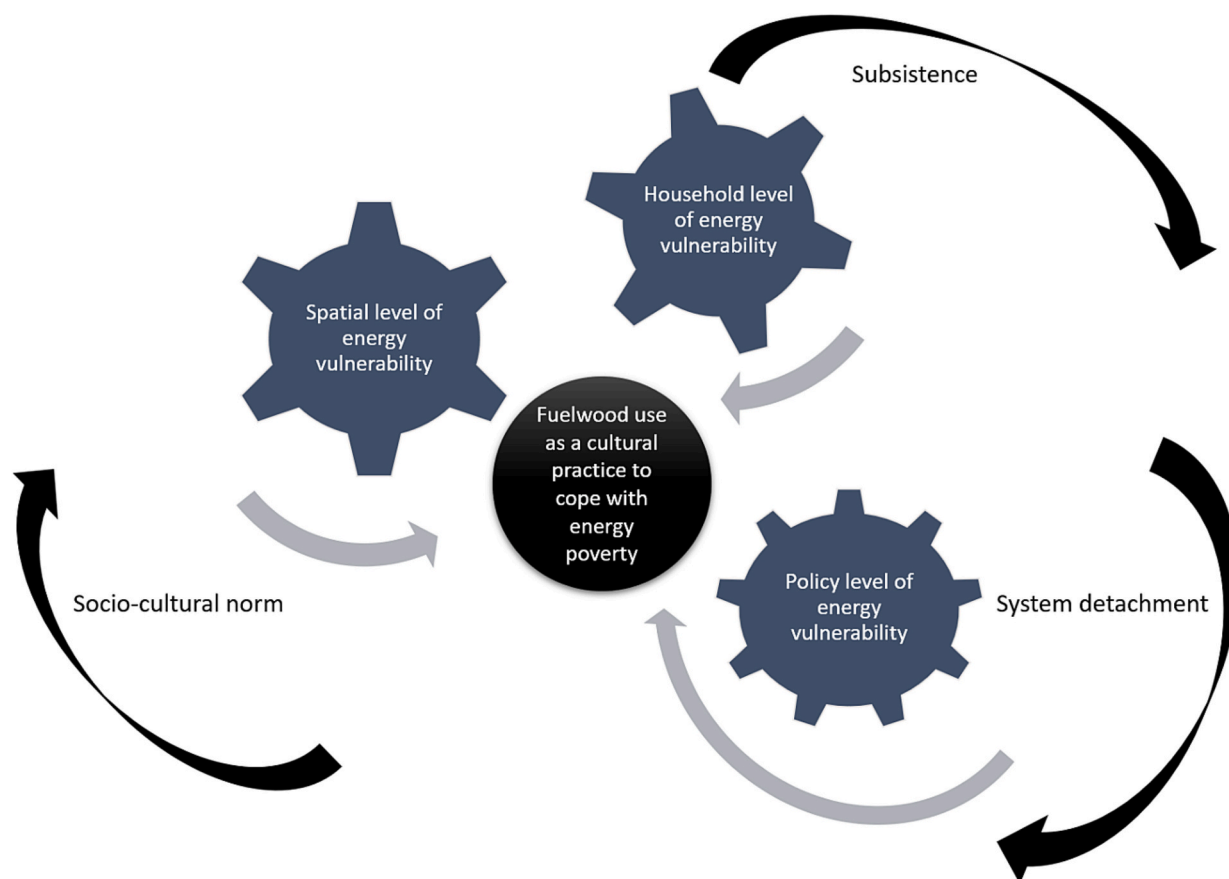 Subsistence
Household level
of energy
vulnerability
Spatial level of
energy
vulnerability
Fuelwood use
as a cultural
practice to
cope with
energy
poverty
Policy level of
energy
vulnerability
System detachment
Socio-cultural norm